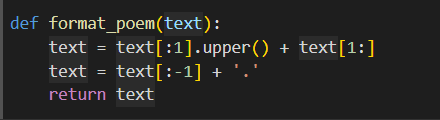 def format_poem(text):
    text = text[:1].upper() + text[1:]
    text = text[:-1] + '.'
    return text